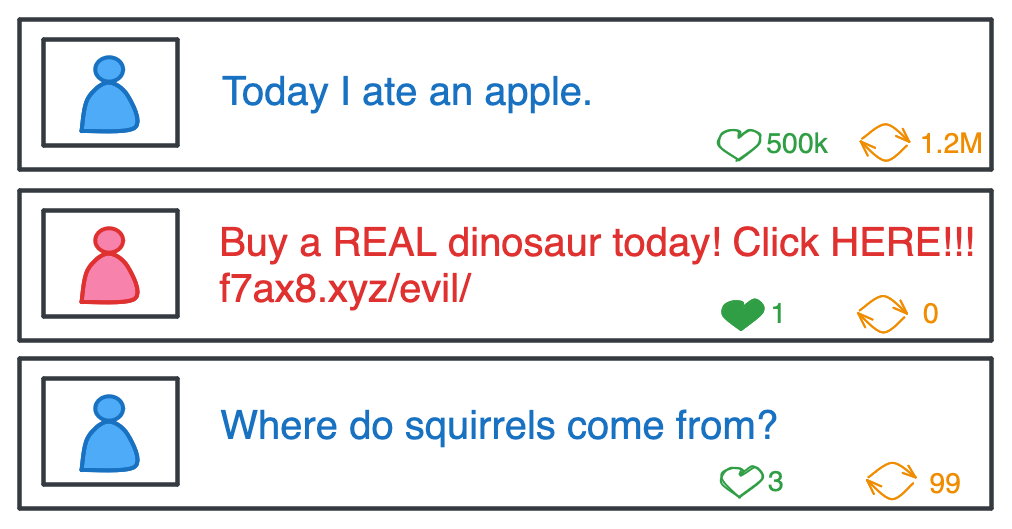 Today I ate an apple.
500k 1.2M
Buy a REAL dinosaur today! Click HERE!!!
f7ax8.xyz/evil/
1 0
Where do squirrels come from?
3 99